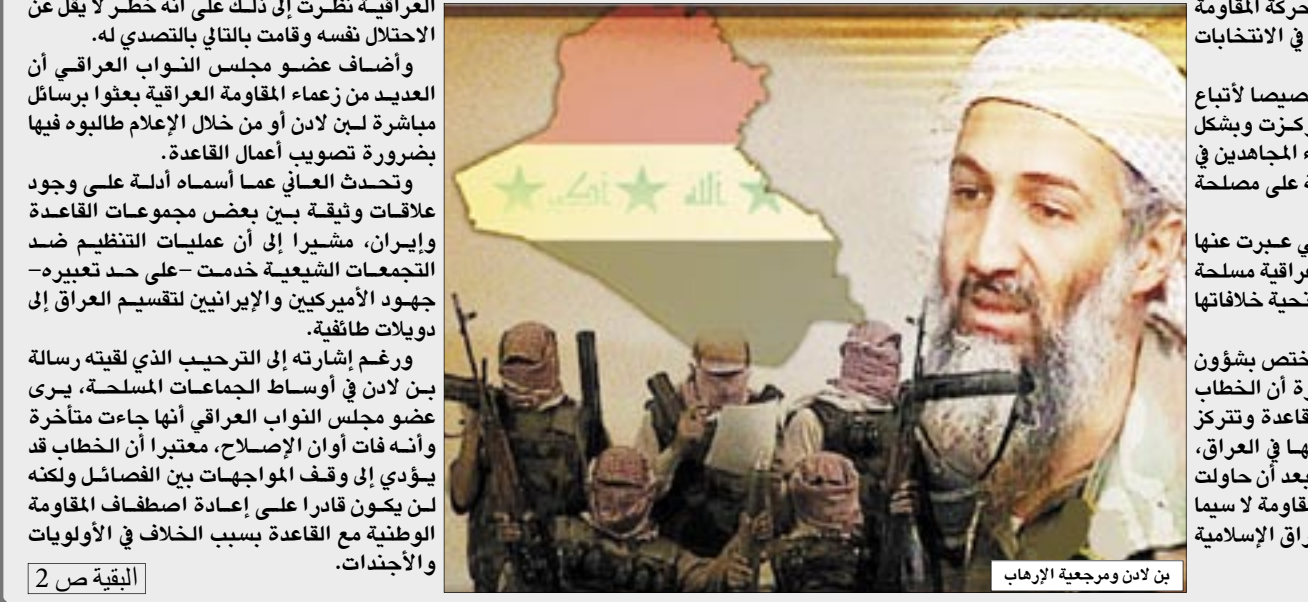 حركة المقاومة
في الانتخابات
صيصا لأتباع
ركزت وبشكل
ء المجاهدين في
ة على مصلحة
ي عبرت عنها
راقية مسلحة
نحية خلافاتها
ختص بشؤون
رة أن الخطاب
قاعدة وتتركز
هـا في العراق،
بعد أن حاولت
قاومة لا سيما
راق الإسلامية
الله اكبر
بن لادن ومرجعية الإرهاب
العراقية نظرت إلى ذلك على أنه خطر لا يقل عن
الاحتلال نفسه وقامت بالتالي بالتصدي له.
وأضاف عضو مجلس النواب العراقي أن
العديد من زعماء المقاومة العراقية بعثوا برسائل
مباشرة لبن لادن أو من خلال الإعلام طالبوه فيها
بضرورة تصويب أعمال القاعدة.
وتحدث العاني عما أسماه أدلة على وجود
علاقات وثيقة بين بعض مجموعات القاعدة
وإيران، مشيرا إلى أن عمليات التنظيم ضد
التجمعات الشيعية خدمت –على حد تعبيره–
جهود الأميركيين والإيرانيين لتقسيم العراق إلى
دويلات طائفية.
ورغم إشارته إلى الترحيب الذي لقيته رسالة
بن لادن في أوساط الجماعات المسلحة، يرى
عضو مجلس النواب العراقي أنها جاءت متأخرة
وأنه فات أوان الإصلاح، معتبرا أن الخطاب قد
يؤدي إلى وقف المواجهات بين الفصائل ولكنه
لن يكون قادرا على إعادة اصطفاف المقاومة
الوطنية مع القاعدة بسبب الخلاف في الأولويات
والأجندات.
البقية ص 2